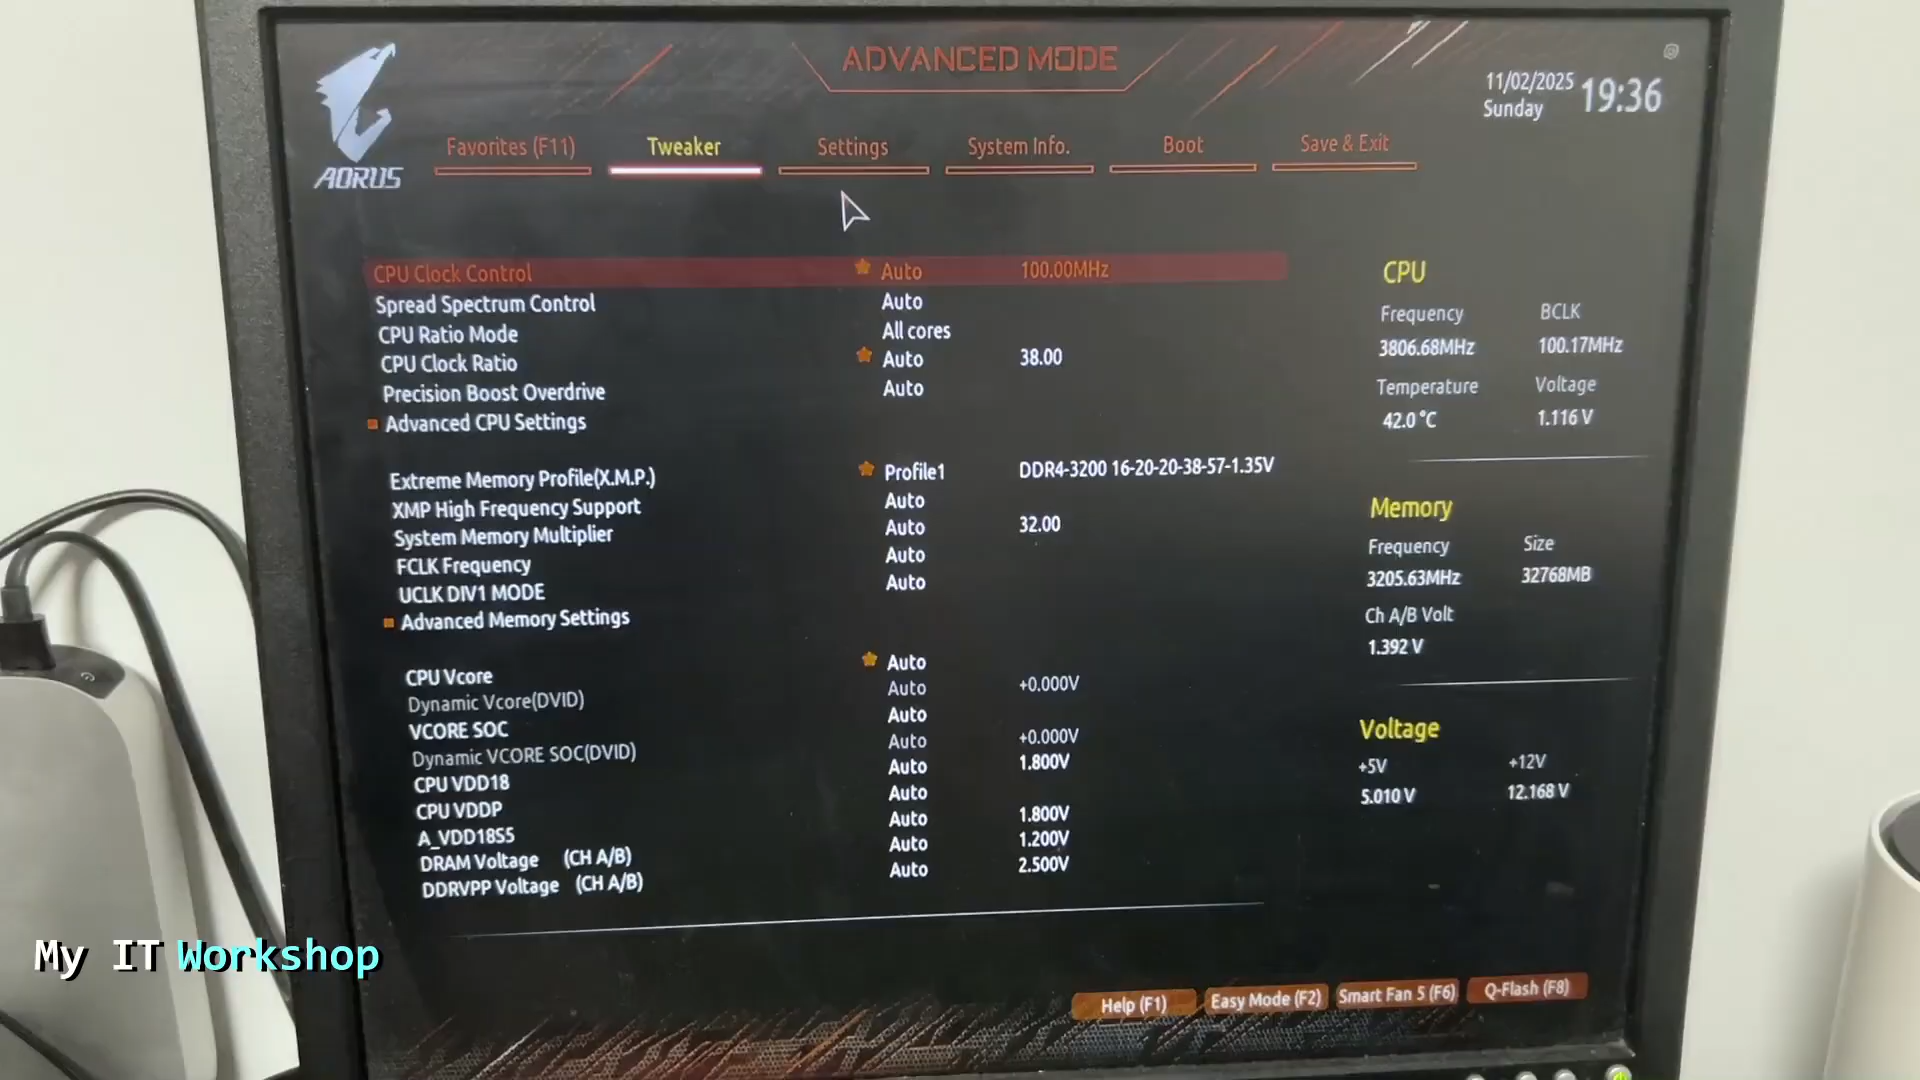 ADVANCED MODE
11/02/2025
Sunday
19:36
AORUS
Favorites (F11)
Tweaker
Settings
System Info.
Boot
Save & Exit
CPU Clock Control Auto 100.00MHz
Spread Spectrum Control Auto
CPU Ratio Mode All cores
CPU Clock Ratio Auto 38.00
Precision Boost Overdrive Auto
Advanced CPU Settings
Extreme Memory Profile(X.M.P.) Profile1 DDR4-3200 16-20-20-38-57-1.35V
XMP High Frequency Support Auto
System Memory Multiplier Auto 32.00
FCLK Frequency Auto
UCLK DIV1 MODE Auto
Advanced Memory Settings
CPU Vcore Auto
Dynamic Vcore(DVID) Auto +0.000V
VCORE SOC Auto
Dynamic VCORE SOC(DVID) Auto +0.000V
CPU VDD18 Auto 1.800V
CPU VDDP Auto
A_VDD18S5 Auto 1.800V
DRAM Voltage (CH A/B) Auto 1.200V
DDRVPP Voltage (CH A/B) Auto 2.500V
CPU
Frequency BCLK
3806.68MHz 100.17MHz
Temperature Voltage
42.0 °C 1.116 V
Memory
Frequency Size
3205.63MHz 32768MB
Ch A/B Volt
1.392 V
Voltage
+5V +12V
5.010 V 12.168 V
Help (F1)
Easy Mode (F2)
Smart Fan 5 (F6)
Q-Flash (F8)
My IT Workshop